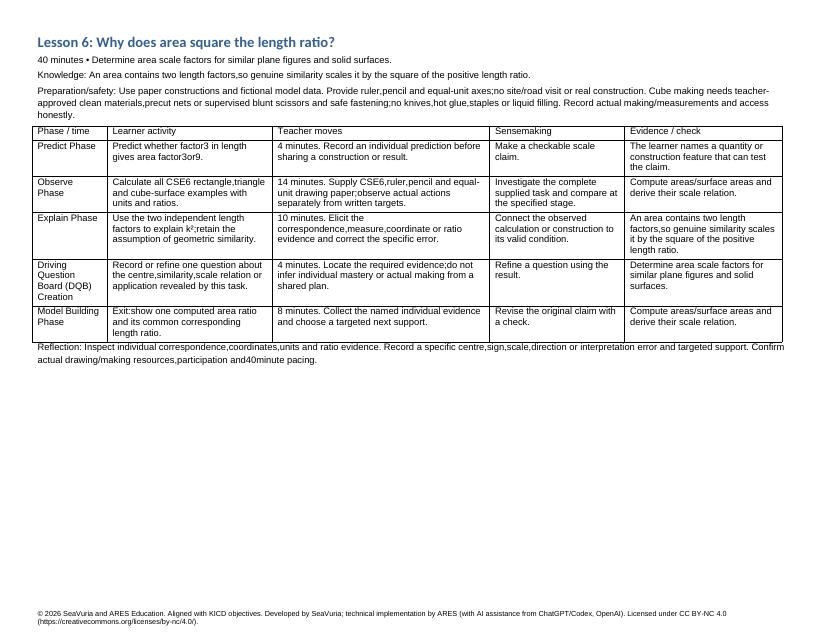 Lesson 6: Why does area square the length ratio?
40 minutes • Determine area scale factors for similar plane figures and solid surfaces.
Knowledge: An area contains two length factors,so genuine similarity scales it by the square of the positive length ratio.
Preparation/safety: Use paper constructions and fictional model data. Provide ruler,pencil and equal-unit axes;no site/road visit or real construction. Cube making needs teacher-
approved clean materials,precut nets or supervised blunt scissors and safe fastening;no knives,hot glue,staples or liquid filling. Record actual making/measurements and access
honestly.
Phase / time
Learner activity
Teacher moves
Sensemaking
Evidence / check
Predict Phase
Predict whether factor3 in length
gives area factor3or9.
4 minutes. Record an individual prediction before
sharing a construction or result.
Make a checkable scale
claim.
The learner names a quantity or
construction feature that can test
the claim.
Observe
Phase
Calculate all CSE6 rectangle,triangle
and cube-surface examples with
units and ratios.
14 minutes. Supply CSE6,ruler,pencil and equal-
unit drawing paper;observe actual actions
separately from written targets.
Investigate the complete
supplied task and compare at
the specified stage.
Compute areas/surface areas and
derive their scale relation.
Explain Phase
Use the two independent length
factors to explain k²;retain the
assumption of geometric similarity.
10 minutes. Elicit the
correspondence,measure,coordinate or ratio
evidence and correct the specific error.
Connect the observed
calculation or construction to
its valid condition.
An area contains two length
factors,so genuine similarity scales
it by the square of the positive
length ratio.
Driving
Question
Board (DQB)
Creation
Record or refine one question about
the centre,similarity,scale relation or
application revealed by this task.
4 minutes. Locate the required evidence;do not
infer individual mastery or actual making from a
shared plan.
Refine a question using the
result.
Determine area scale factors for
similar plane figures and solid
surfaces.
Model Building
Phase
Exit:show one computed area ratio
and its common corresponding
length ratio.
8 minutes. Collect the named individual evidence
and choose a targeted next support.
Revise the original claim with
a check.
Compute areas/surface areas and
derive their scale relation.
Reflection: Inspect individual correspondence,coordinates,units and ratio evidence. Record a specific centre,sign,scale,direction or interpretation error and targeted support. Confirm
actual drawing/making resources,participation and40minute pacing.
© 2026 SeaVuria and ARES Education. Aligned with KICD objectives. Developed by SeaVuria; technical implementation by ARES (with AI assistance from ChatGPT/Codex, OpenAI). Licensed under CC BY-NC 4.0
(https://creativecommons.org/licenses/by-nc/4.0/).